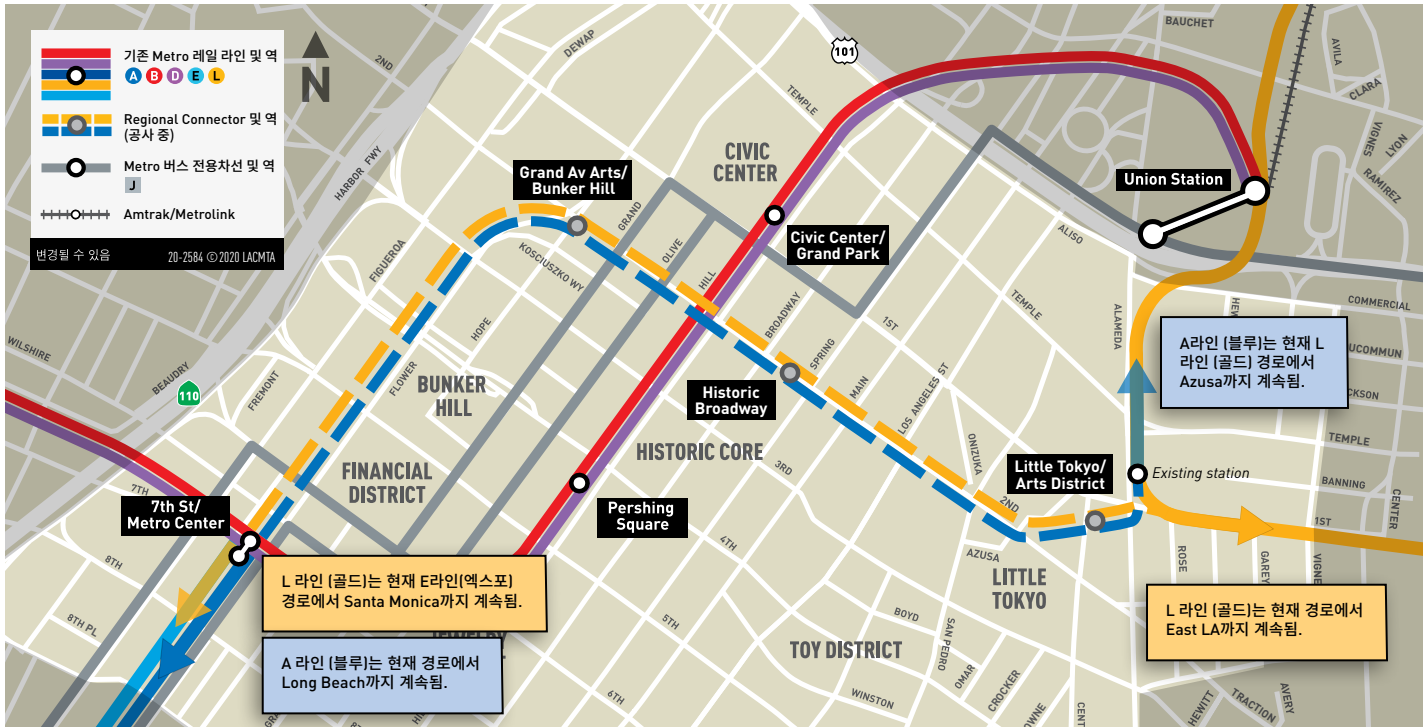 기존 Metro 레일 라인 및 역
A B D E L
Regional Connector 및 역
(공사 중)
Metro 버스 전용차선 및 역
J
Amtrak/Metrolink
변경될 수 있음
20-2584 ©2020 LACMTA
N
2ND
DEWAP
HARBOR FWY
101
BAUCHET
AVILA
CLARA
VIGNES
LYON
RAMIREZ
TEMPLE
CIVIC
CENTER
Grand Av Arts/
Bunker Hill
Union Station
GRAND
OLIVE
HILL
Civic Center/
Grand Park
ALISO
FIGUEROA
KOSCIUSZKO WY
HOPE
FLOWER
BROADWAY
SPRING
1ST
MAIN
LOS ANGELES ST
TEMPLE
ALAMEDA
COMMERCIAL
DUCOMMUN
JACKSON
TEMPLE
BANNING
CENTER
A라인 (블루)는 현재 L
라인 (골드) 경로에서
Azusa까지 계속됨.
WILSHIRE
BEAUDRY
110
FREMONT
BUNKER
HILL
Historic
Broadway
HISTORIC CORE
FINANCIAL
DISTRICT
3RD
ONIZUKA
2ND
Little Tokyo/
Arts District
Existing station
1ST
7TH
7th St/
Metro Center
Pershing
Square
8TH
8TH PL
4TH
5TH
6TH
AZUSA
LITTLE
TOKYO
ROSE
GAREY
L 라인 (골드)는 현재 E라인(엑스포)
경로에서 Santa Monica까지 계속됨.
A 라인 (블루)는 현재 경로에서
Long Beach까지 계속됨.
L 라인 (골드)는 현재 경로에서
East LA까지 계속됨.
TOY DISTRICT
BOYD
SAN PEDRO
OMAR
CROCKER
WINSTON
HEWITT
TRACTION
AVERY